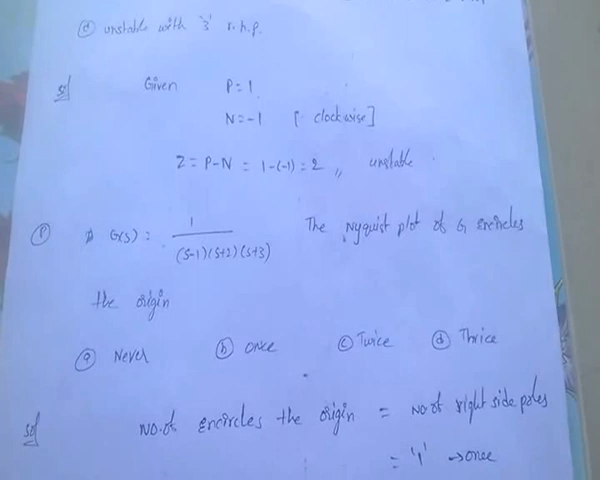 ⓓ unstable with '3' r.h.p.
Sol Given P=1
N=-1 [clockwise]
Z=P-N = 1-(-1)=2,, unstable
Ⓟ G(s) = 1/((s-1)(s+2)(s+3)) The Nyquist plot of G encircles
the origin
ⓐ Never ⓑ once ⓒ Twice ⓓ Thrice
Sol No.of encircles the origin = No of right side poles
= '1' →once